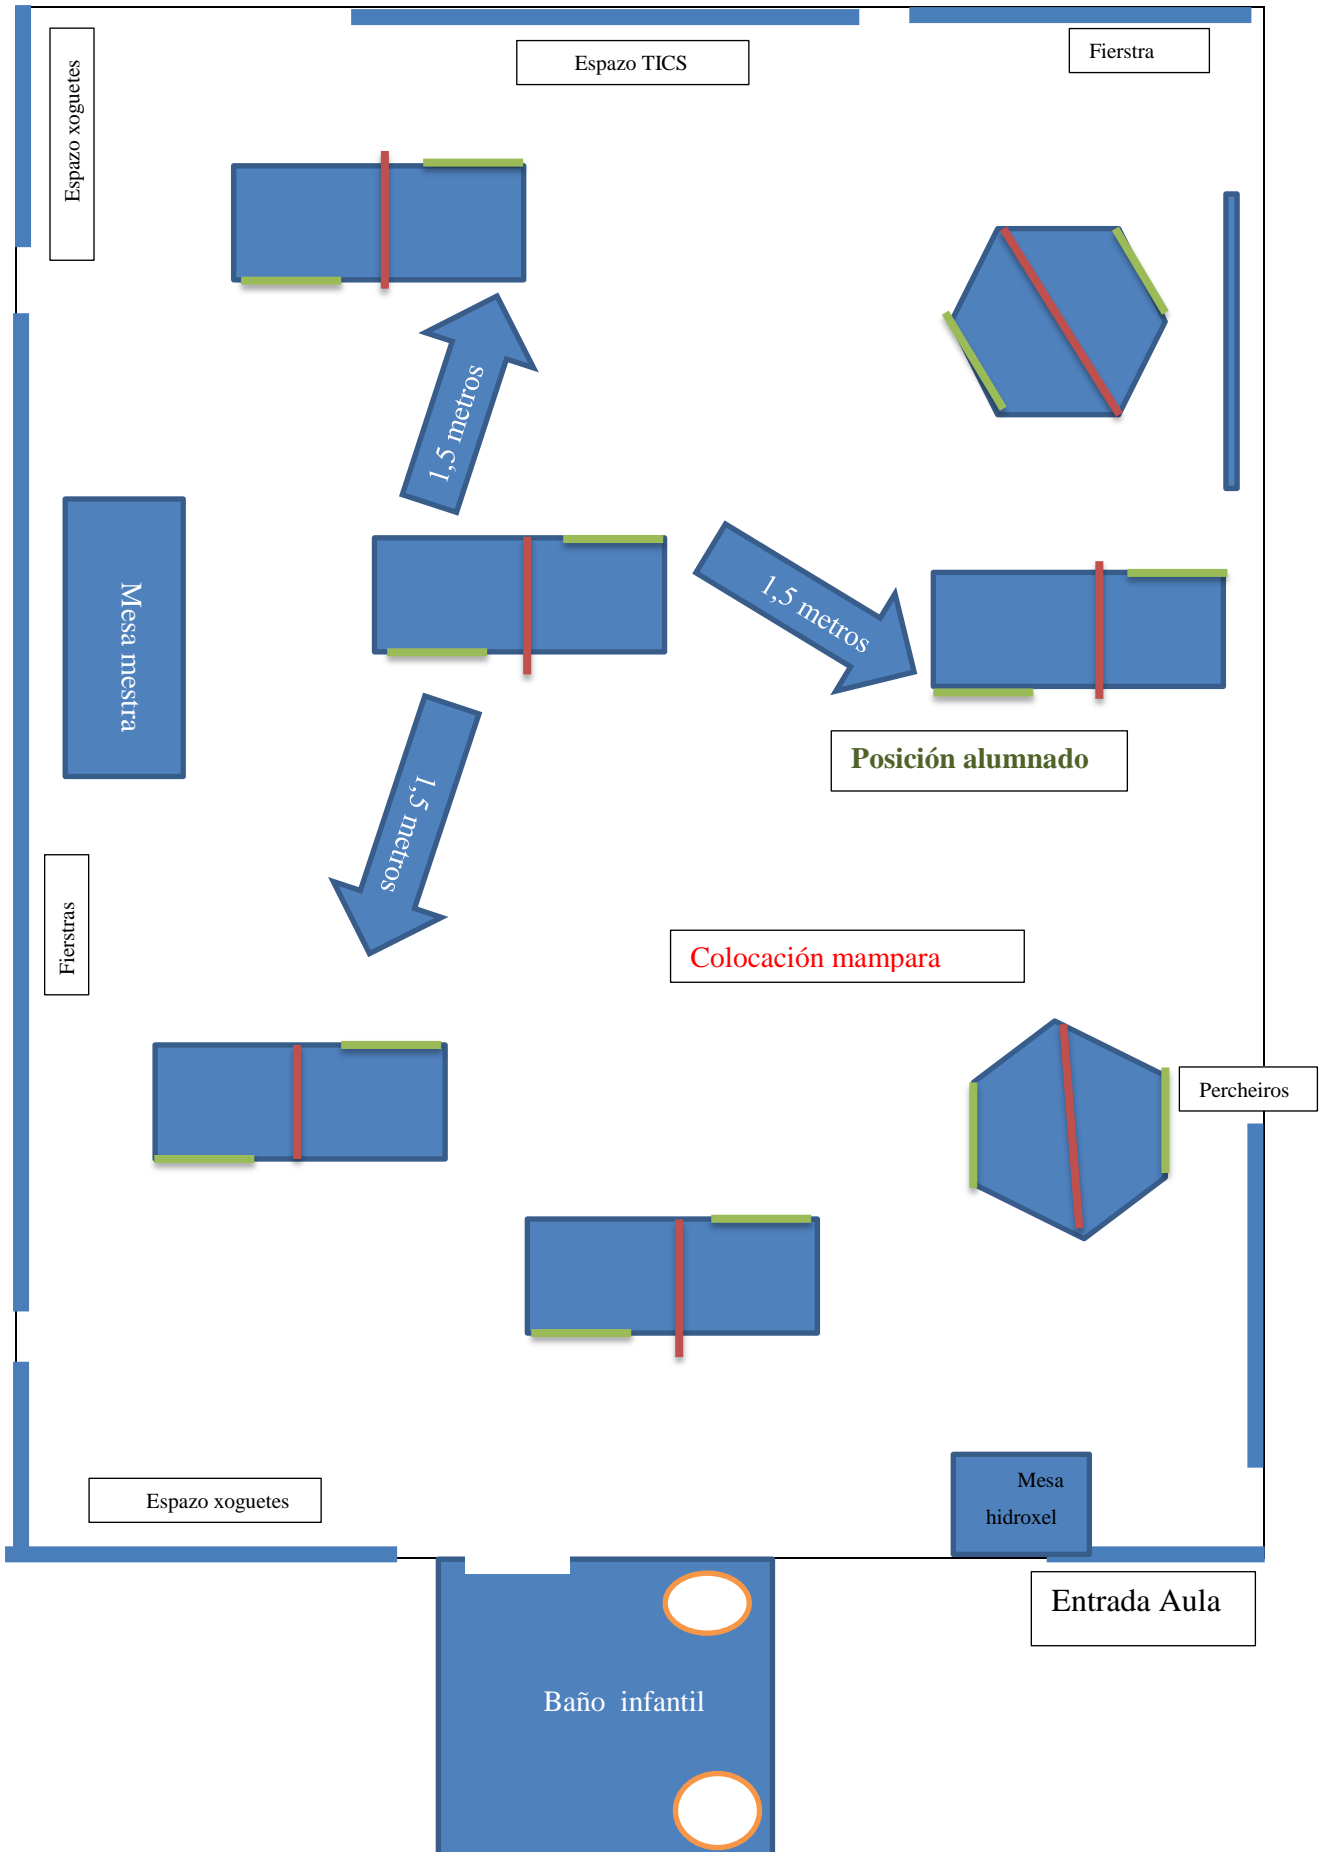 Espazo TICS
Fierstra
Espazo xoguetes
1,5 metros
1,5 metros
Mesa mestra
Posición alumnado
1,5 metros
Fierstras
Colocación mampara
Percheiros
Mesa
hidroxel
Espazo xoguetes
Entrada Aula
Baño infantil